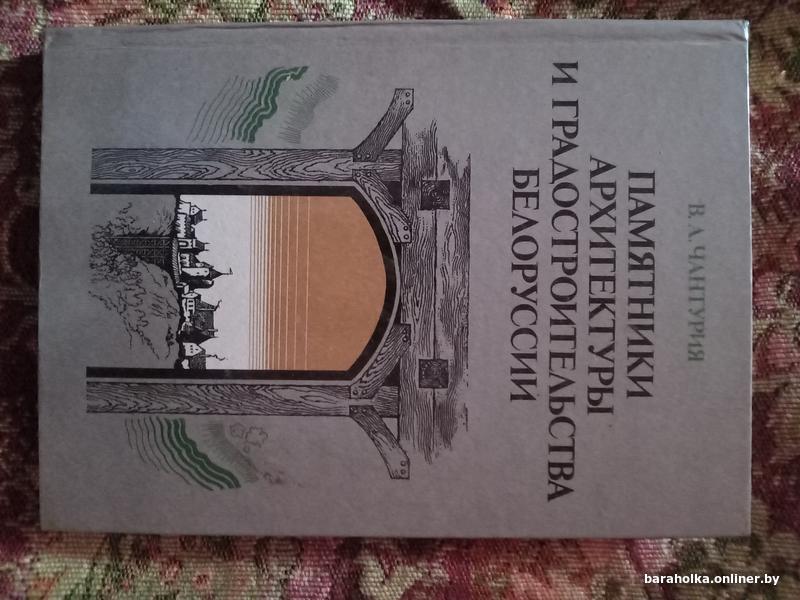 В. А. ЧАНТУРИЯ
ПАМЯТНИКИ
АРХИТЕКТУРЫ
И ГРАДОСТРОИТЕЛЬСТВА
БЕЛОРУССИИ
baraholka.onliner.by